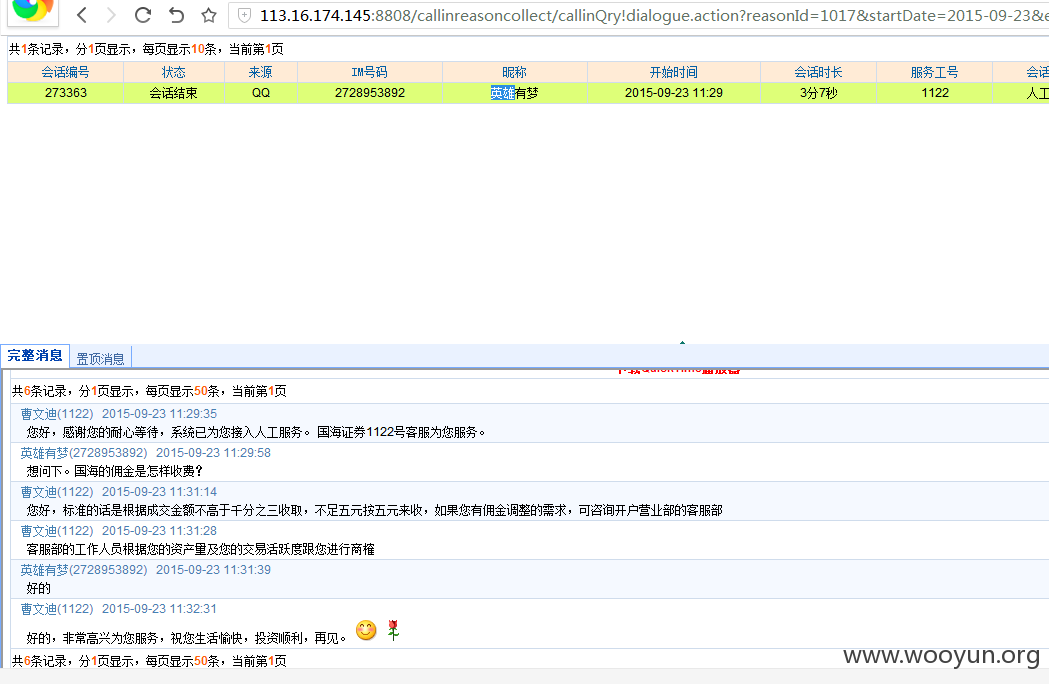 113.16.174.145:8808/callinreasoncollect/callinQry!dialogue.action?reasonId=1017&startDate=2015-09-23&e
共1条记录，分1页显示，每页显示10条，当前第1页
会话编号 状态 来源 IM号码 昵称 开始时间 会话时长 服务工号 会话
273363 会话结束 QQ 2728953892 英雄有梦 2015-09-23 11:29 3分7秒 1122 人工
完整消息 置顶消息
下载QuickTime播放器
共6条记录，分1页显示，每页显示50条，当前第1页
曹文迪(1122) 2015-09-23 11:29:35
您好，感谢您的耐心等待，系统已为您接入人工服务。国海证券1122号客服为您服务。
英雄有梦(2728953892) 2015-09-23 11:29:58
想问下。国海的佣金是怎样收费？
曹文迪(1122) 2015-09-23 11:31:14
您好，标准的话是根据成交金额不高于千分之三收取，不足五元按五元来收，如果您有佣金调整的需求，可咨询开户营业部的客服部
曹文迪(1122) 2015-09-23 11:31:28
客服部的工作人员根据您的资产量及您的交易活跃度跟您进行商榷
英雄有梦(2728953892) 2015-09-23 11:31:39
好的
曹文迪(1122) 2015-09-23 11:32:31
好的，非常高兴为您服务，祝您生活愉快，投资顺利，再见。
共6条记录，分1页显示，每页显示50条，当前第1页
www.wooyun.org